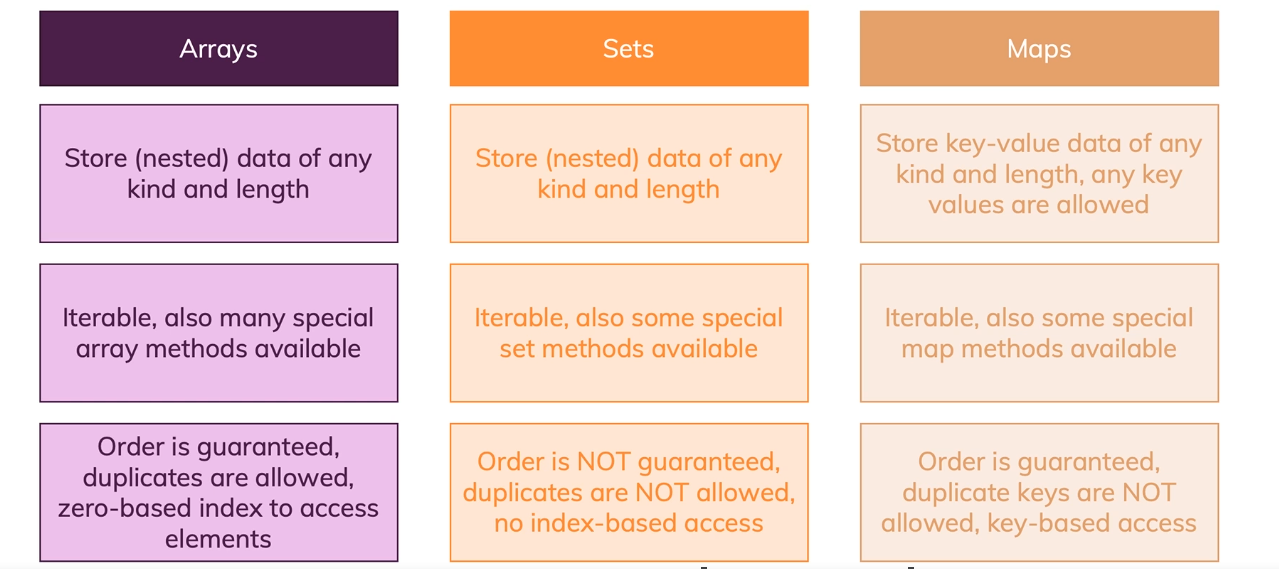 Arrays
Sets
Maps
Store (nested) data of any
kind and length
Store (nested) data of any
kind and length
Store key-value data of any
kind and length, any key
values are allowed
Iterable, also many special
array methods available
Iterable, also some special
set methods available
Iterable, also some special
map methods available
Order is guaranteed,
duplicates are allowed,
zero-based index to access
elements
Order is NOT guaranteed,
duplicates are NOT allowed,
no index-based access
Order is guaranteed,
duplicate keys are NOT
allowed, key-based access